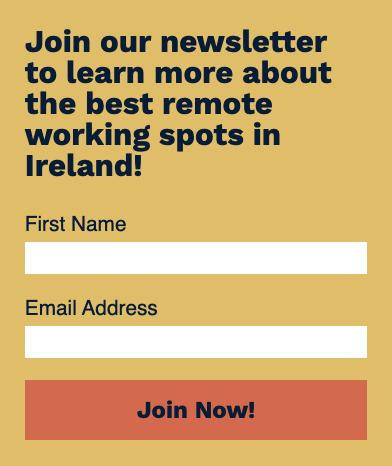 Join our newsletter
to learn more about
the best remote
working spots in
Ireland!
First Name
Email Address
Join Now!